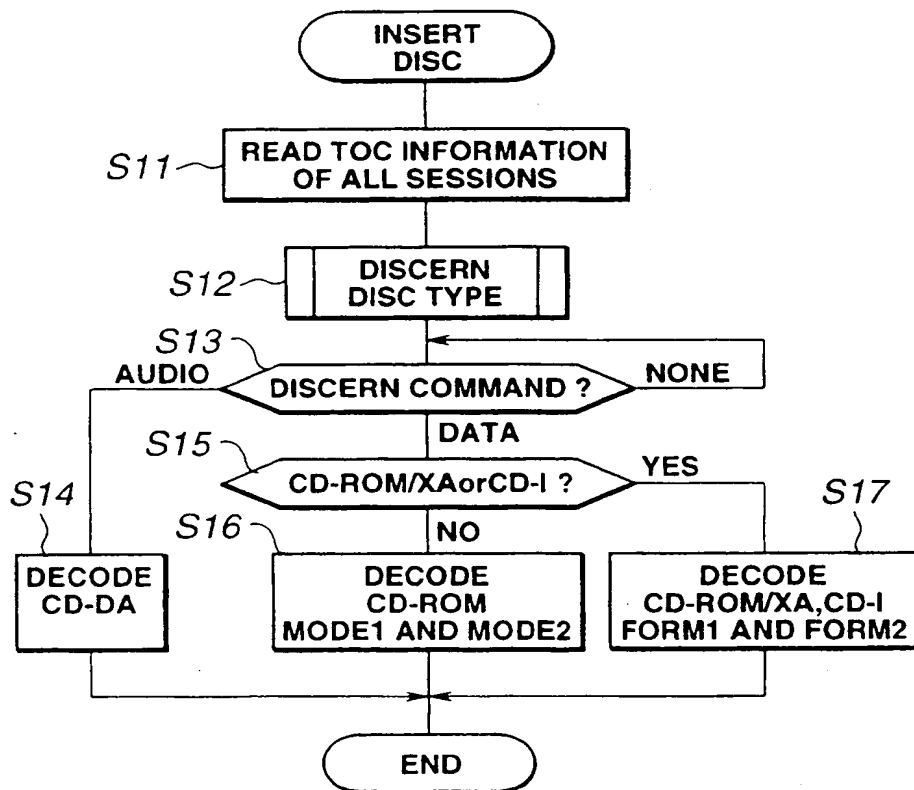 INSERT
DISC
S11
READ TOC INFORMATION
OF ALL SESSIONS
S12
DISCERN
DISC TYPE
S13
AUDIO
DISCERN COMMAND ?
NONE
DATA
S15
CD-ROM/XAorCD-I ?
YES
S14
S16
NO
S17
DECODE
CD-DA
DECODE
CD-ROM
MODE1 AND MODE2
DECODE
CD-ROM/XA,CD-I
FORM1 AND FORM2
END